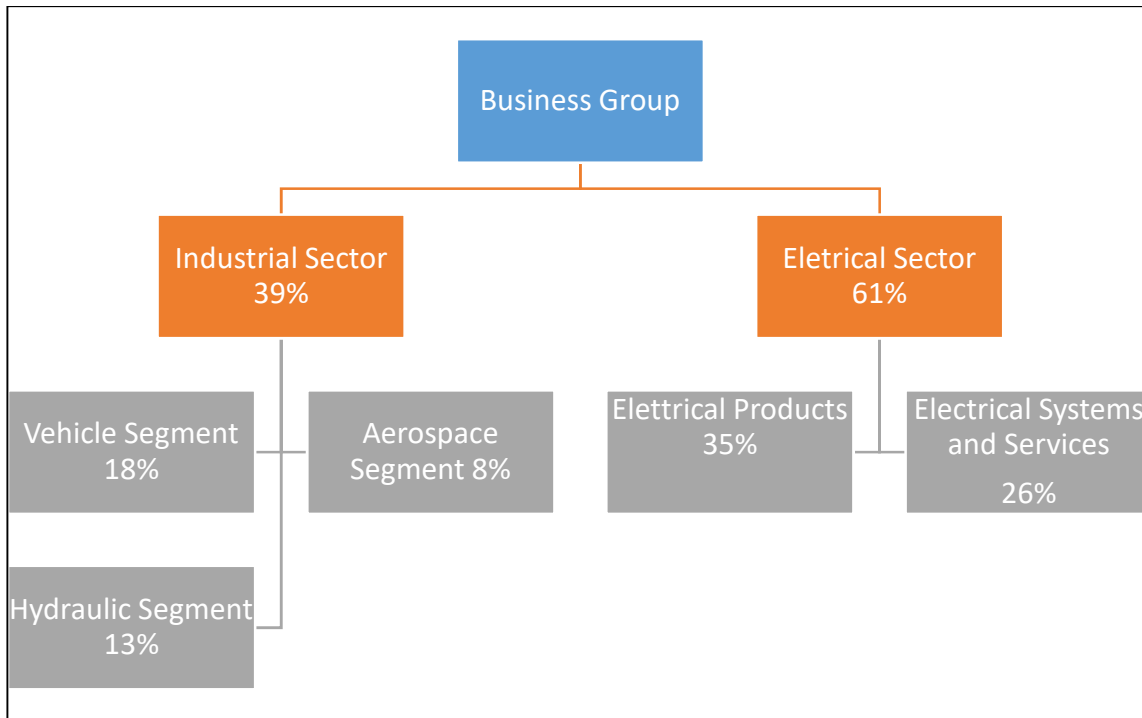 Business Group
Industrial Sector
39%
Eletrical Sector
61%
Vehicle Segment
18%
Aerospace
Segment 8%
Elettrical Products
35%
Electrical Systems
and Services
26%
Hydraulic Segment
13%